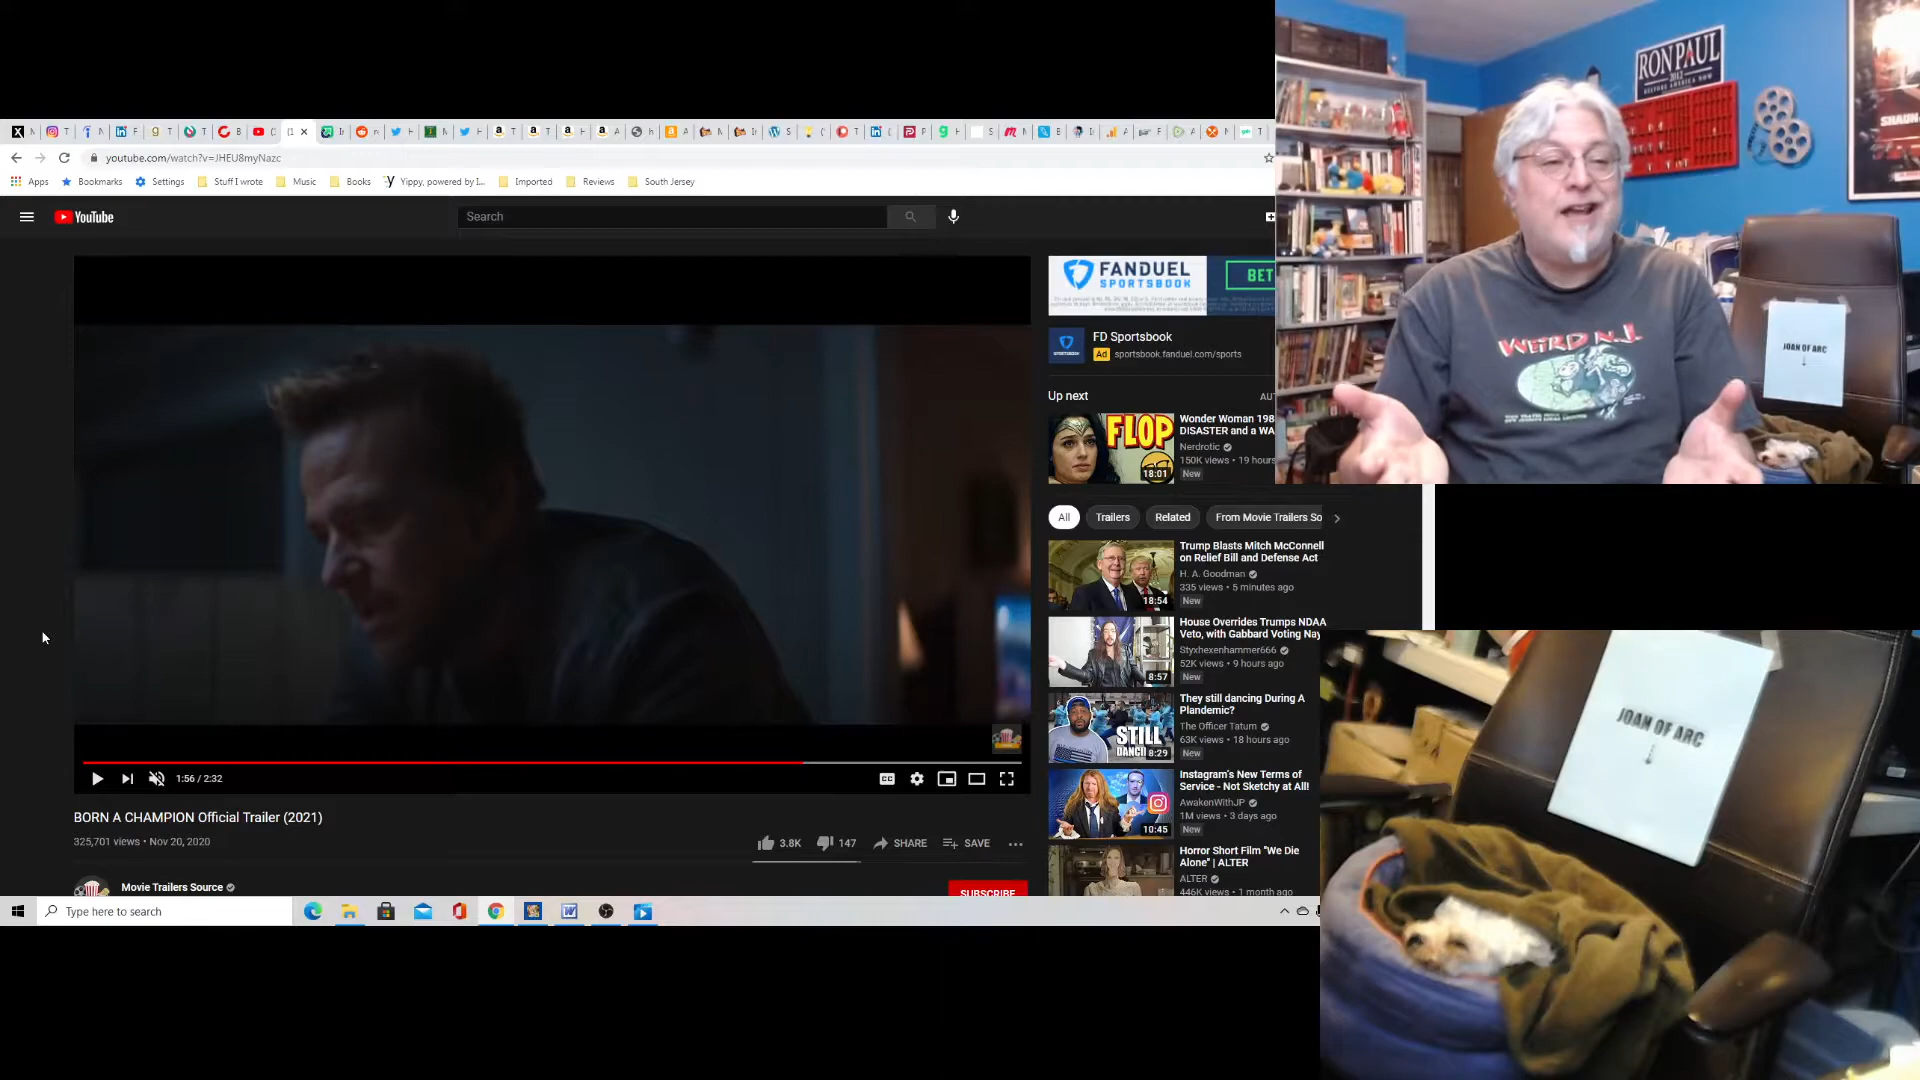 youtube.com/watch?v=JHEU8myNazc
Apps
Bookmarks
Settings
Stuff I wrote
Music
Books
Yippy, powered by I...
Imported
Reviews
South Jersey
YouTube
Search
FANDUEL
SPORTSBOOK
BET
FD Sportsbook
Ad sportsbook.fanduel.com/sports
Up next
AU
FLOP
18:01
Wonder Woman 198
DISASTER and a WA
Nerdrotic
150K views • 19 hours
New
All
Trailers
Related
From Movie Trailers So
18:54
Trump Blasts Mitch McConnell
on Relief Bill and Defense Act
H. A. Goodman
335 views • 5 minutes ago
New
8:57
House Overrides Trumps NDAA
Veto, with Gabbard Voting Nay
Styxhexenhammer666
52K views • 9 hours ago
New
STILL
DANCI
8:29
They still dancing During A
Plandemic?
The Officer Tatum
63K views • 18 hours ago
New
10:45
Instagram's New Terms of
Service - Not Sketchy at All!
AwakenWithJP
1M views • 3 days ago
New
Horror Short Film "We Die
Alone" | ALTER
ALTER
446K views • 1 month ago
1:56 / 2:32
CC
BORN A CHAMPION Official Trailer (2021)
325,701 views • Nov 20, 2020
3.8K
147
SHARE
SAVE
Movie Trailers Source
SUBSCRIBE
Type here to search
RON PAUL
2012
RESTORE AMERICA NOW
SHAUN
WEIRD N.J.
JOAN OF ARC
JOAN OF ARC